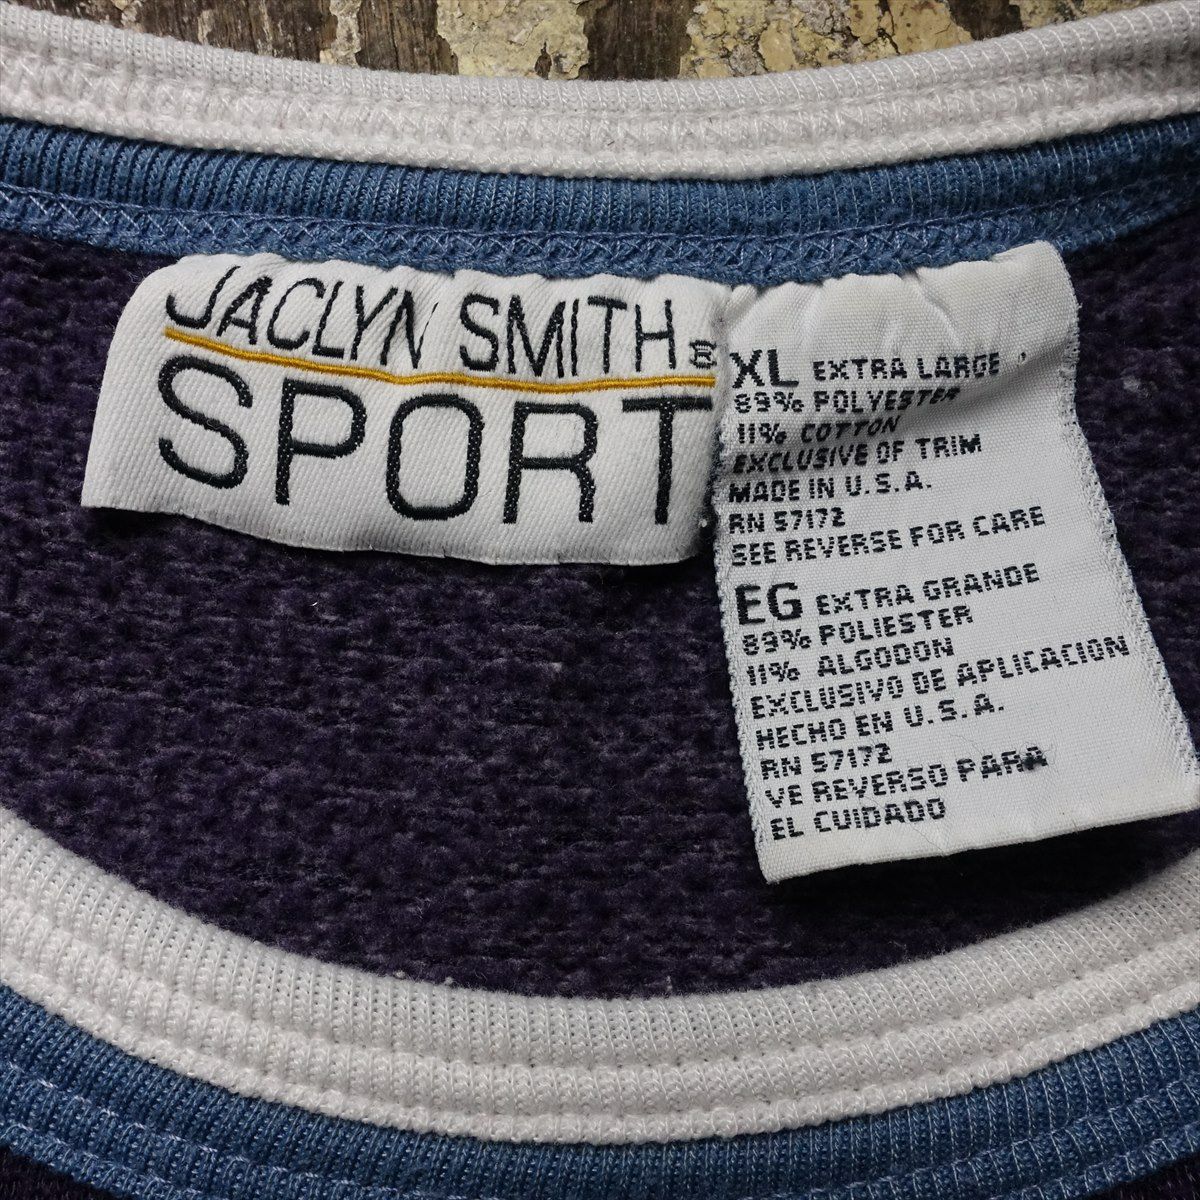 JACLYN SMITH®
SPORT
XL EXTRA LARGE
89% POLYESTER
11% COTTON
EXCLUSIVE OF TRIM
MADE IN U.S.A.
RN 57172
SEE REVERSE FOR CARE
EG EXTRA GRANDE
89% POLIESTER
11% ALGODON
EXCLUSIVO DE APLICACION
HECHO EN U.S.A.
RN 57172
VE REVERSO PARA
EL CUIDADO